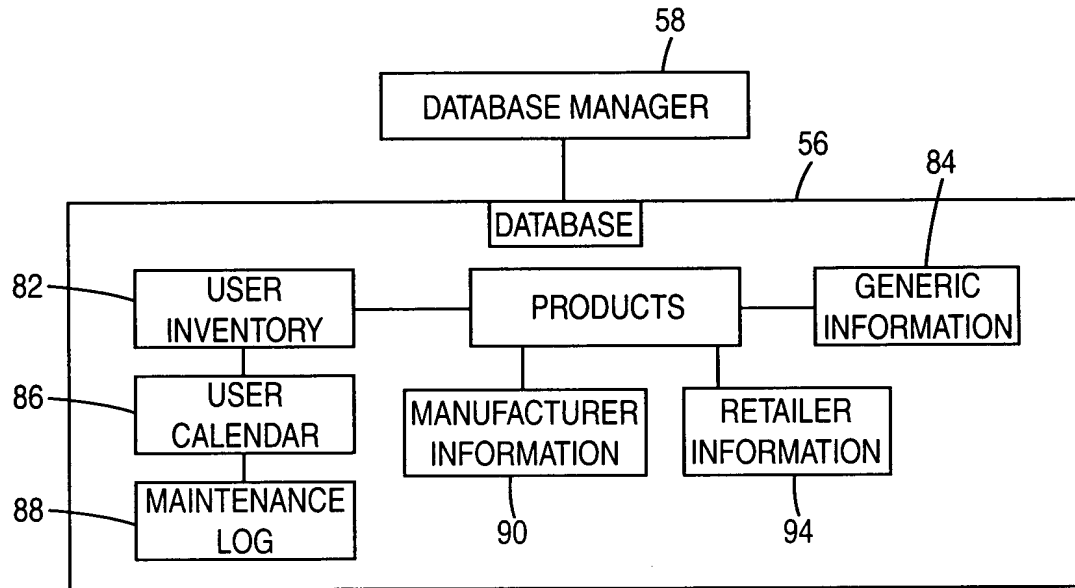 58
DATABASE MANAGER
56
84
DATABASE
82
USER
INVENTORY
PRODUCTS
GENERIC
INFORMATION
86
USER
CALENDAR
MANUFACTURER
INFORMATION
RETAILER
INFORMATION
88
MAINTENANCE
LOG
90
94